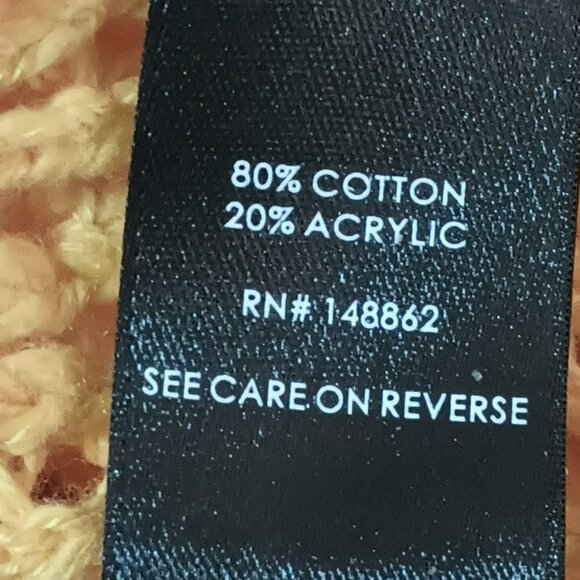 80% COTTON
20% ACRYLIC
RN# 148862
SEE CARE ON REVERSE